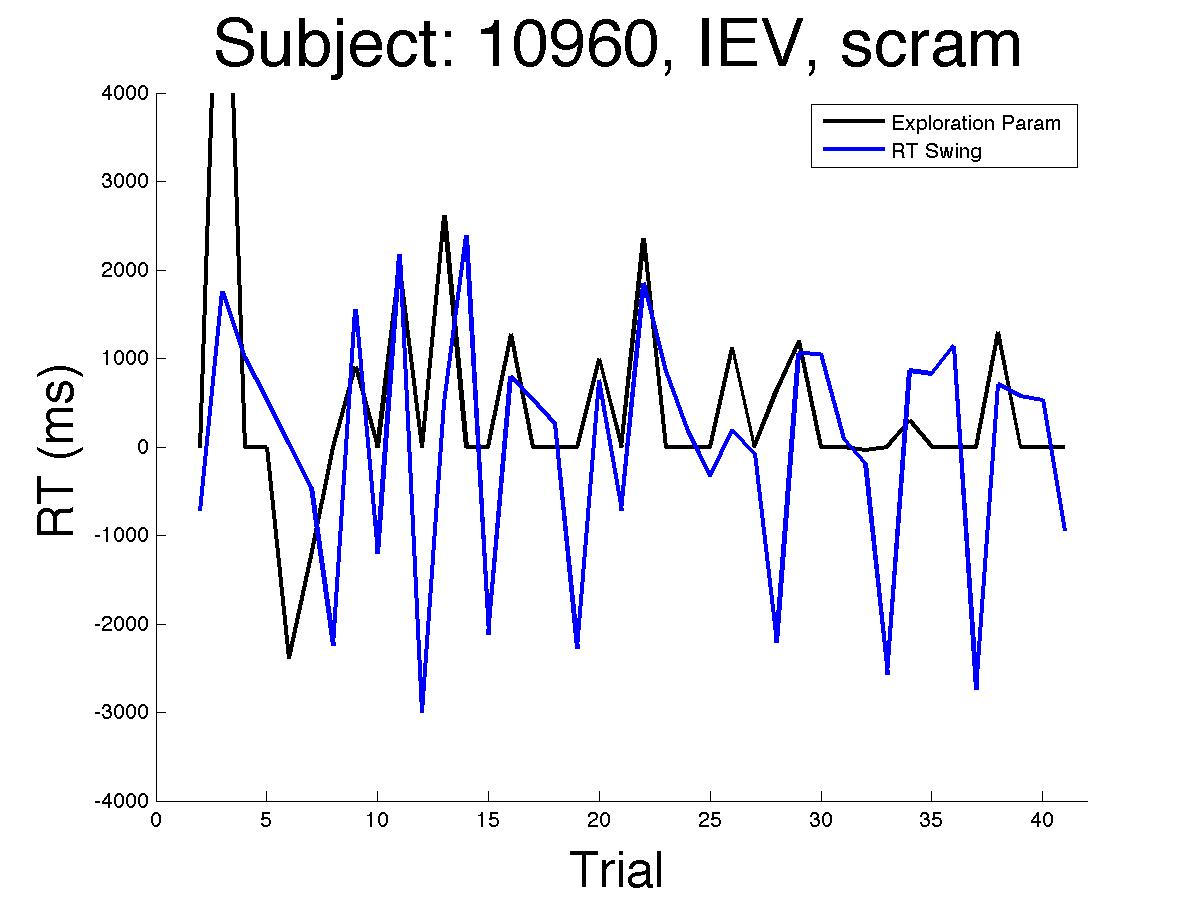 Subject: 10960, IEV, scram
Exploration Param
RT Swing
4000
3000
2000
1000
0
-1000
-2000
-3000
-4000
RT (ms)
0 5 10 15 20 25 30 35 40
Trial